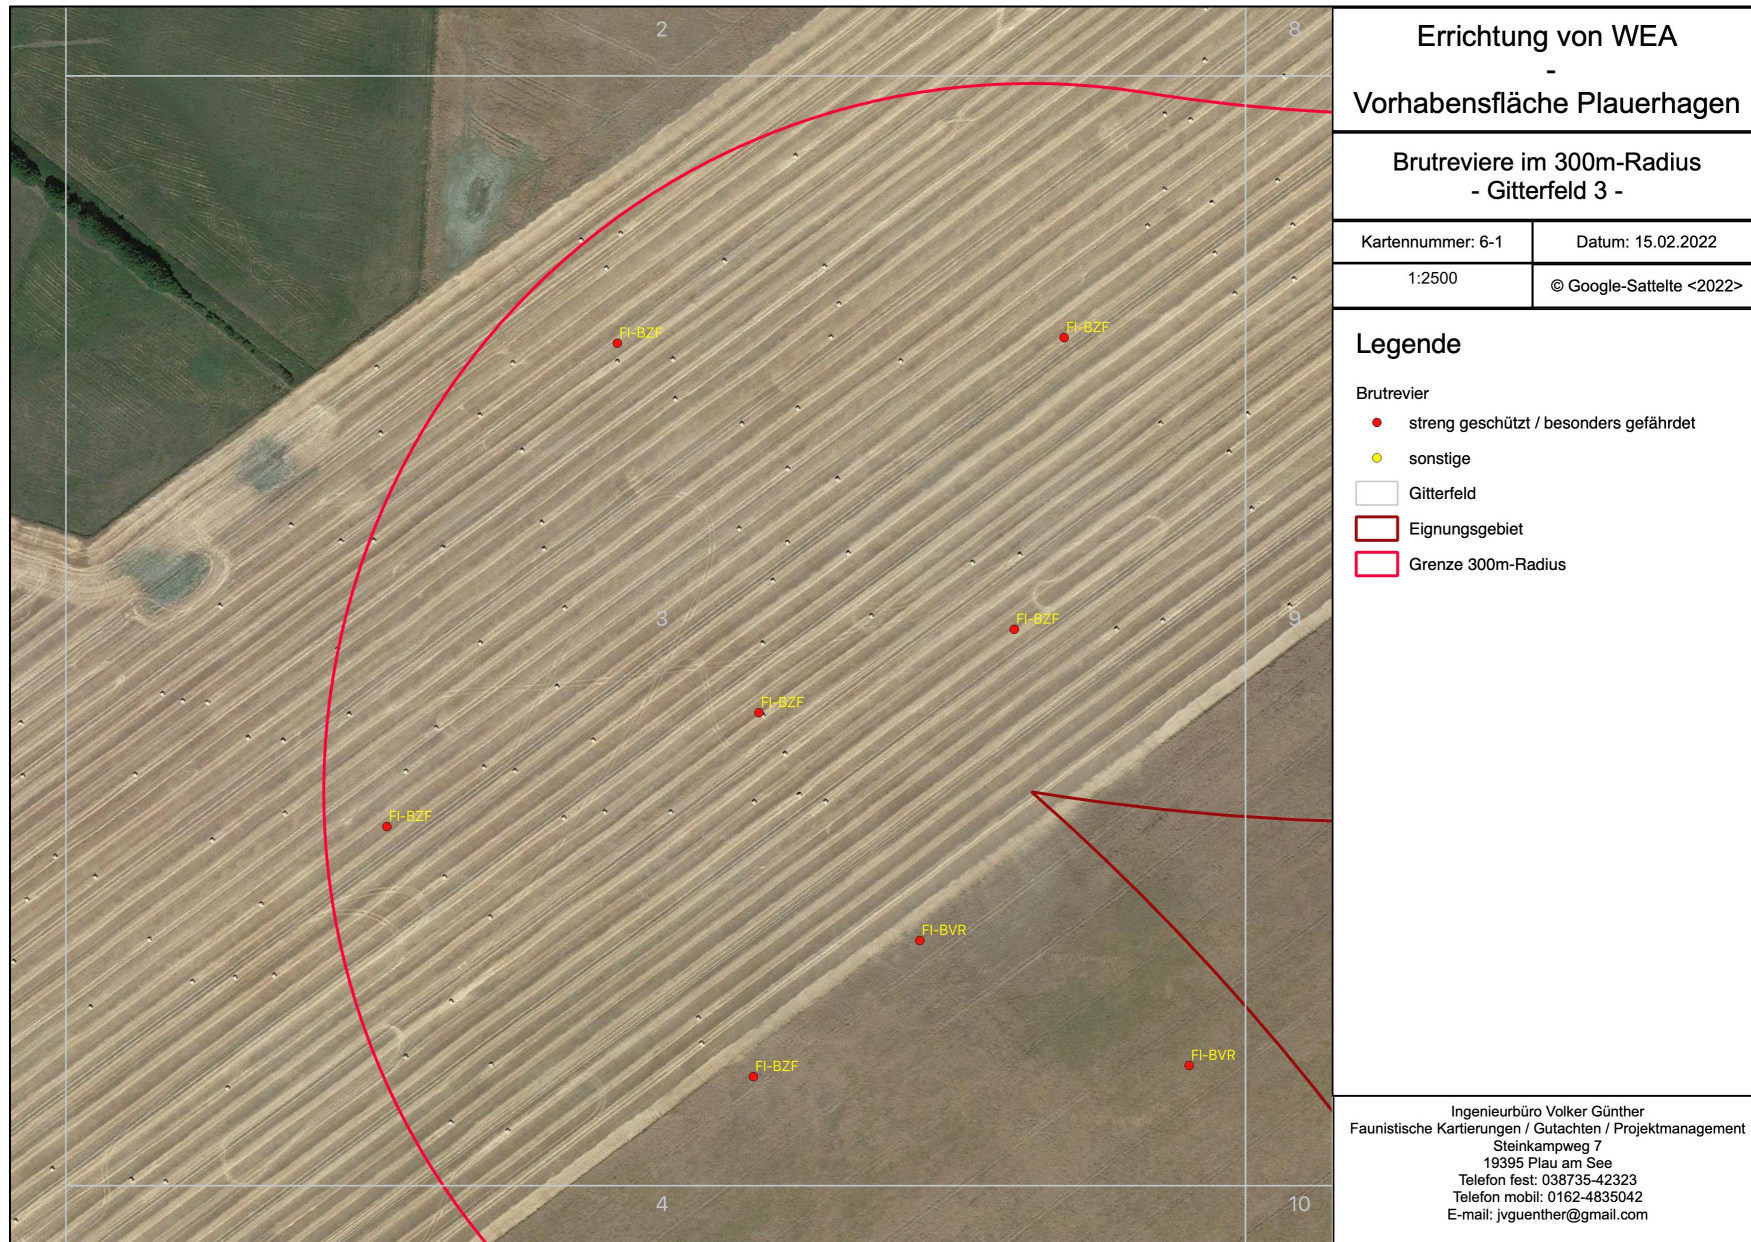 2
8
FI-BZF
FI-BZF
3
9
FI-BZF
FI-BZF
FI-BZF
FI-BVR
FI-BVR
FI-BZF
4
10
Errichtung von WEA
-
Vorhabensfläche Plauerhagen
Brutreviere im 300m-Radius
- Gitterfeld 3 -
Kartennummer: 6-1
Datum: 15.02.2022
1:2500
© Google-Sattelte <2022>
Legende
Brutrevier
streng geschützt / besonders gefährdet
sonstige
Gitterfeld
Eignungsgebiet
Grenze 300m-Radius
Ingenieurbüro Volker Günther
Faunistische Kartierungen / Gutachten / Projektmanagement
Steinkampweg 7
19395 Plau am See
Telefon fest: 038735-42323
Telefon mobil: 0162-4835042
E-mail: jvguenther@gmail.com